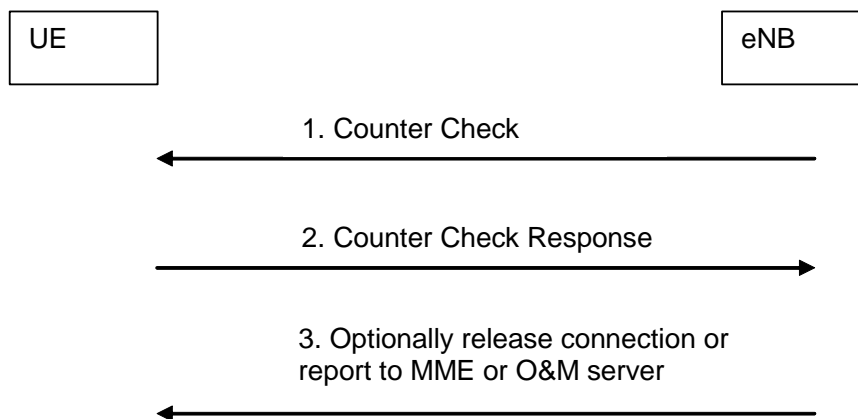 UE
eNB
1. Counter Check
2. Counter Check Response
3. Optionally release connection or
report to MME or O&M server